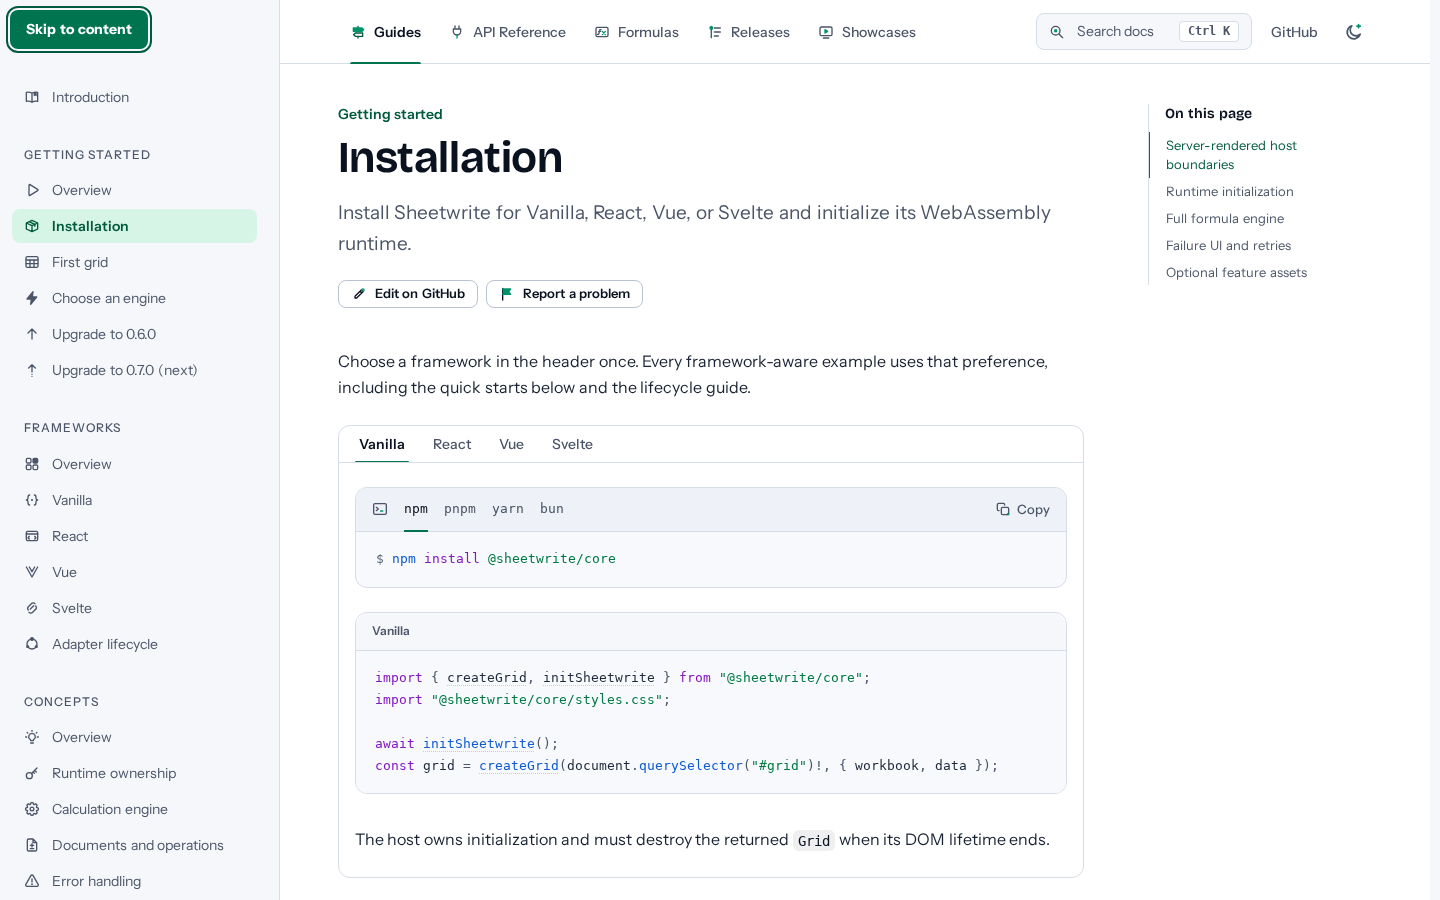 Skip to content
Guides
API Reference
Formulas
Releases
Showcases
Search docs
Ctrl K
GitHub
Introduction
GETTING STARTED
Overview
Installation
First grid
Choose an engine
Upgrade to 0.6.0
Upgrade to 0.7.0 (next)
FRAMEWORKS
Overview
Vanilla
React
Vue
Svelte
Adapter lifecycle
CONCEPTS
Overview
Runtime ownership
Calculation engine
Documents and operations
Error handling
Getting started
Installation
Install Sheetwrite for Vanilla, React, Vue, or Svelte and initialize its WebAssembly
runtime.
Edit on GitHub
Report a problem
Choose a framework in the header once. Every framework-aware example uses that preference,
including the quick starts below and the lifecycle guide.
Vanilla
React
Vue
Svelte
npm
pnpm
yarn
bun
Copy
$ npm install @sheetwrite/core
Vanilla
import { createGrid, initSheetwrite } from "@sheetwrite/core";
import "@sheetwrite/core/styles.css";
await initSheetwrite();
const grid = createGrid(document.querySelector("#grid")!, { workbook, data });
The host owns initialization and must destroy the returned Grid when its DOM lifetime ends.
On this page
Server-rendered host
boundaries
Runtime initialization
Full formula engine
Failure UI and retries
Optional feature assets